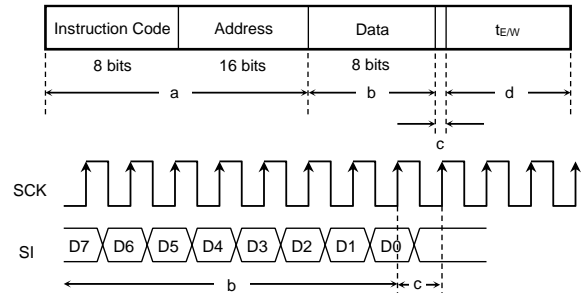 Instruction Code Address Data tE/W
8 bits 16 bits 8 bits
a b d
c
SCK
SI D7 D6 D5 D4 D3 D2 D1 D0
b c